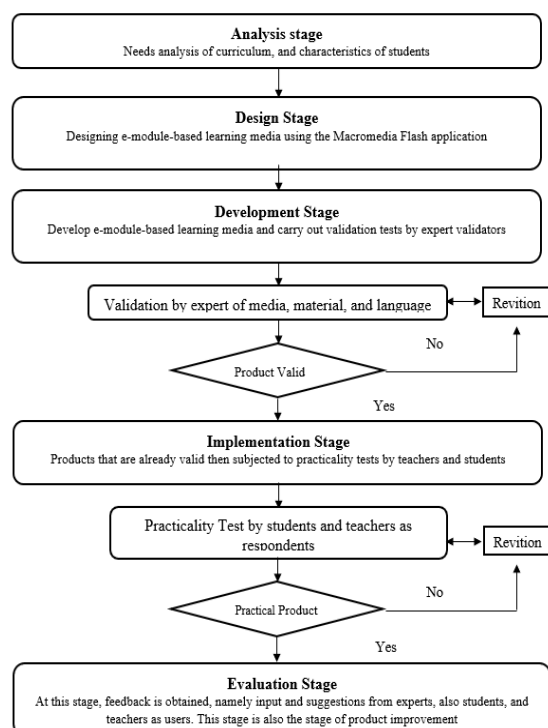 Analysis stage
Needs analysis of curriculum, and characteristics of students
Design Stage
Designing e-module-based learning media using the Macromedia Flash application
Development Stage
Develop e-module-based learning media and carry out validation tests by expert validators
Validation by expert of media, material, and language
Revition
No
Product Valid
Yes
Implementation Stage
Products that are already valid then subjected to practicality tests by teachers and students
Practicality Test by students and teachers as
respondents
Revition
No
Practical Product
Yes
Evaluation Stage
At this stage, feedback is obtained, namely input and suggestions from experts, also students, and
teachers as users. This stage is also the stage of product improvement